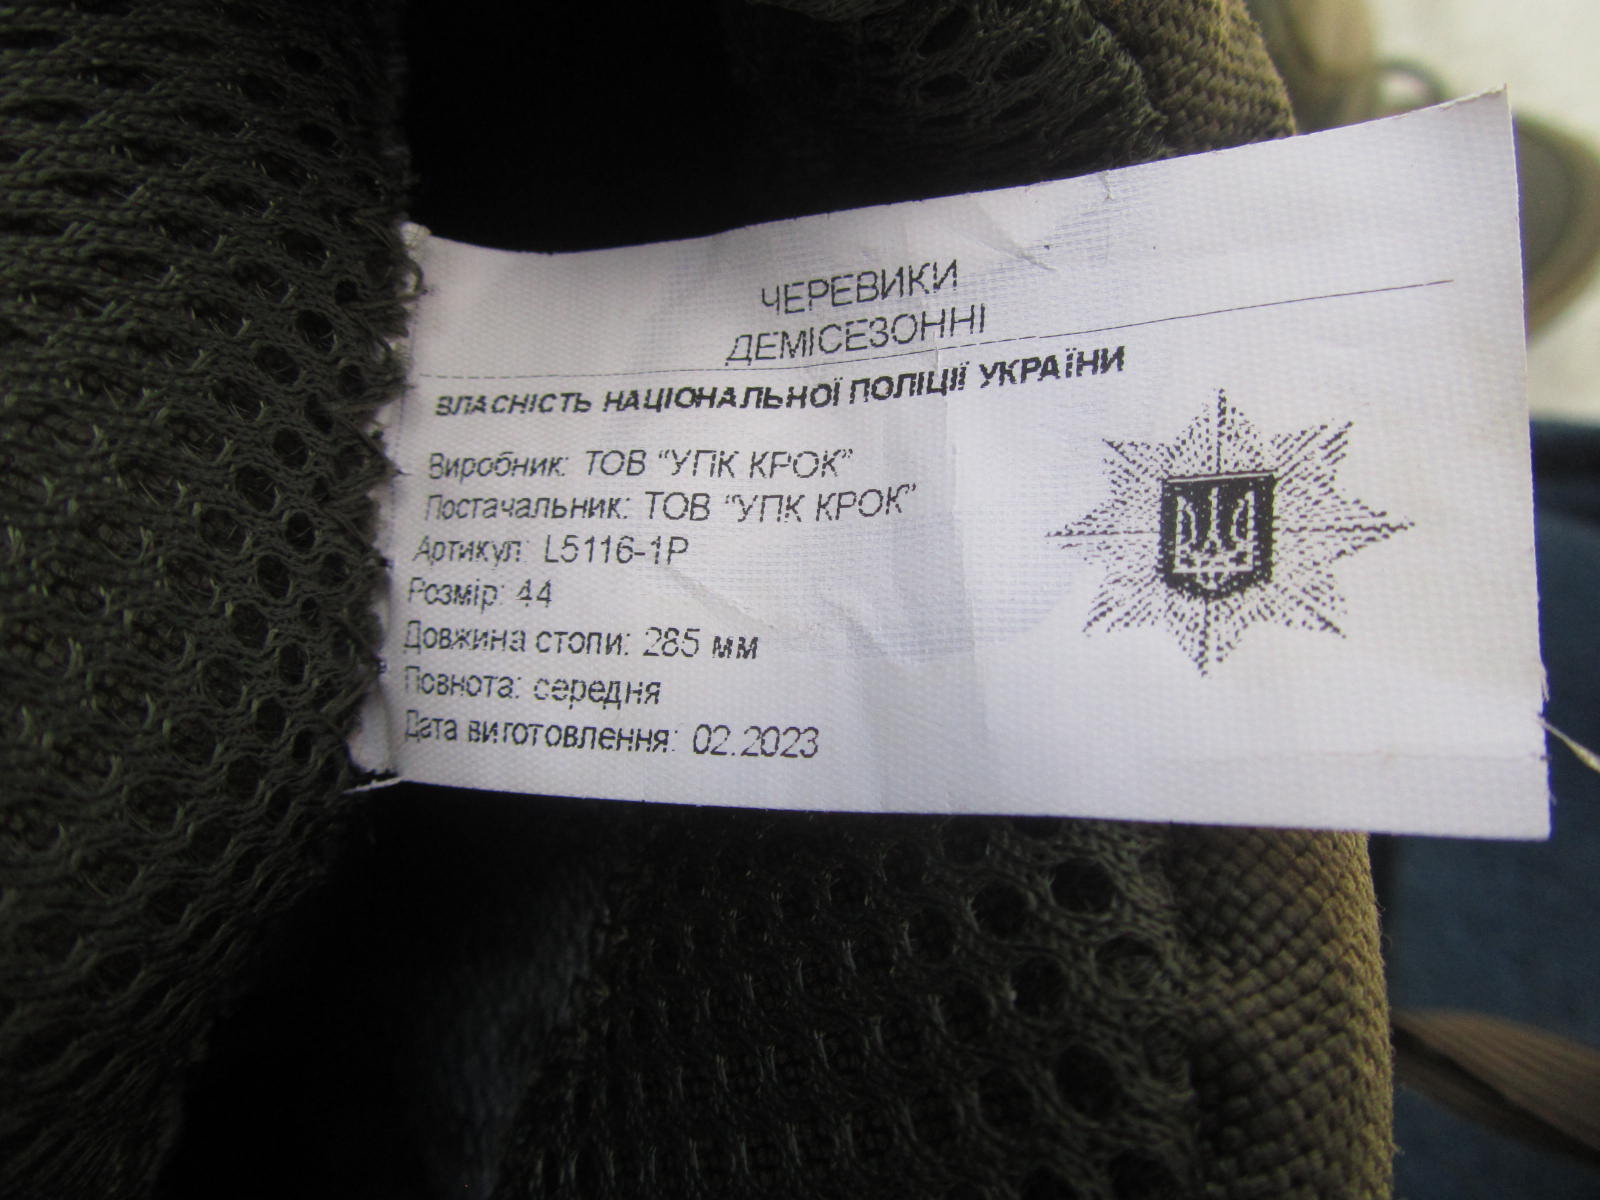 ЧЕРЕВИКИ
ДЕМІСЕЗОННІ
ВЛАСНІСТЬ НАЦІОНАЛЬНОЇ ПОЛІЦІЇ УКРАЇНИ
Виробник: ТОВ “УПК КРОК”
Постачальник: ТОВ “УПК КРОК”
Артикул: L5116-1P
Розмір: 44
Довжина стопи: 285 мм
Повнота: середня
Дата виготовлення: 02.2023